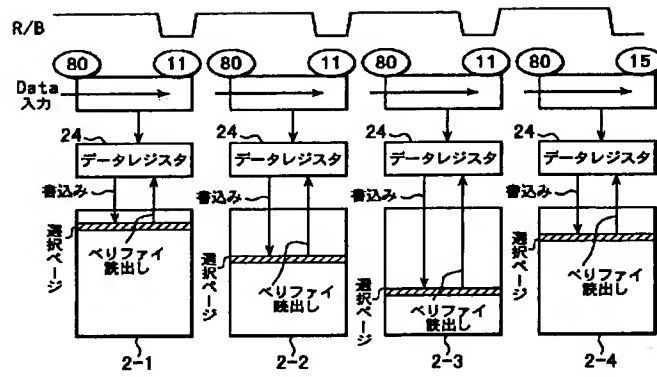 R/B
80 11 80 11 80 11 80 15
Data
入力
24 24 24 24
データレジスタ データレジスタ データレジスタ データレジスタ
書込み 書込み 書込み 書込み
選択ページ 選択ページ 選択ページ 選択ページ
ベリファイ ベリファイ ベリファイ ベリファイ
読出し 読出し 読出し 読出し
2-1 2-2 2-3 2-4